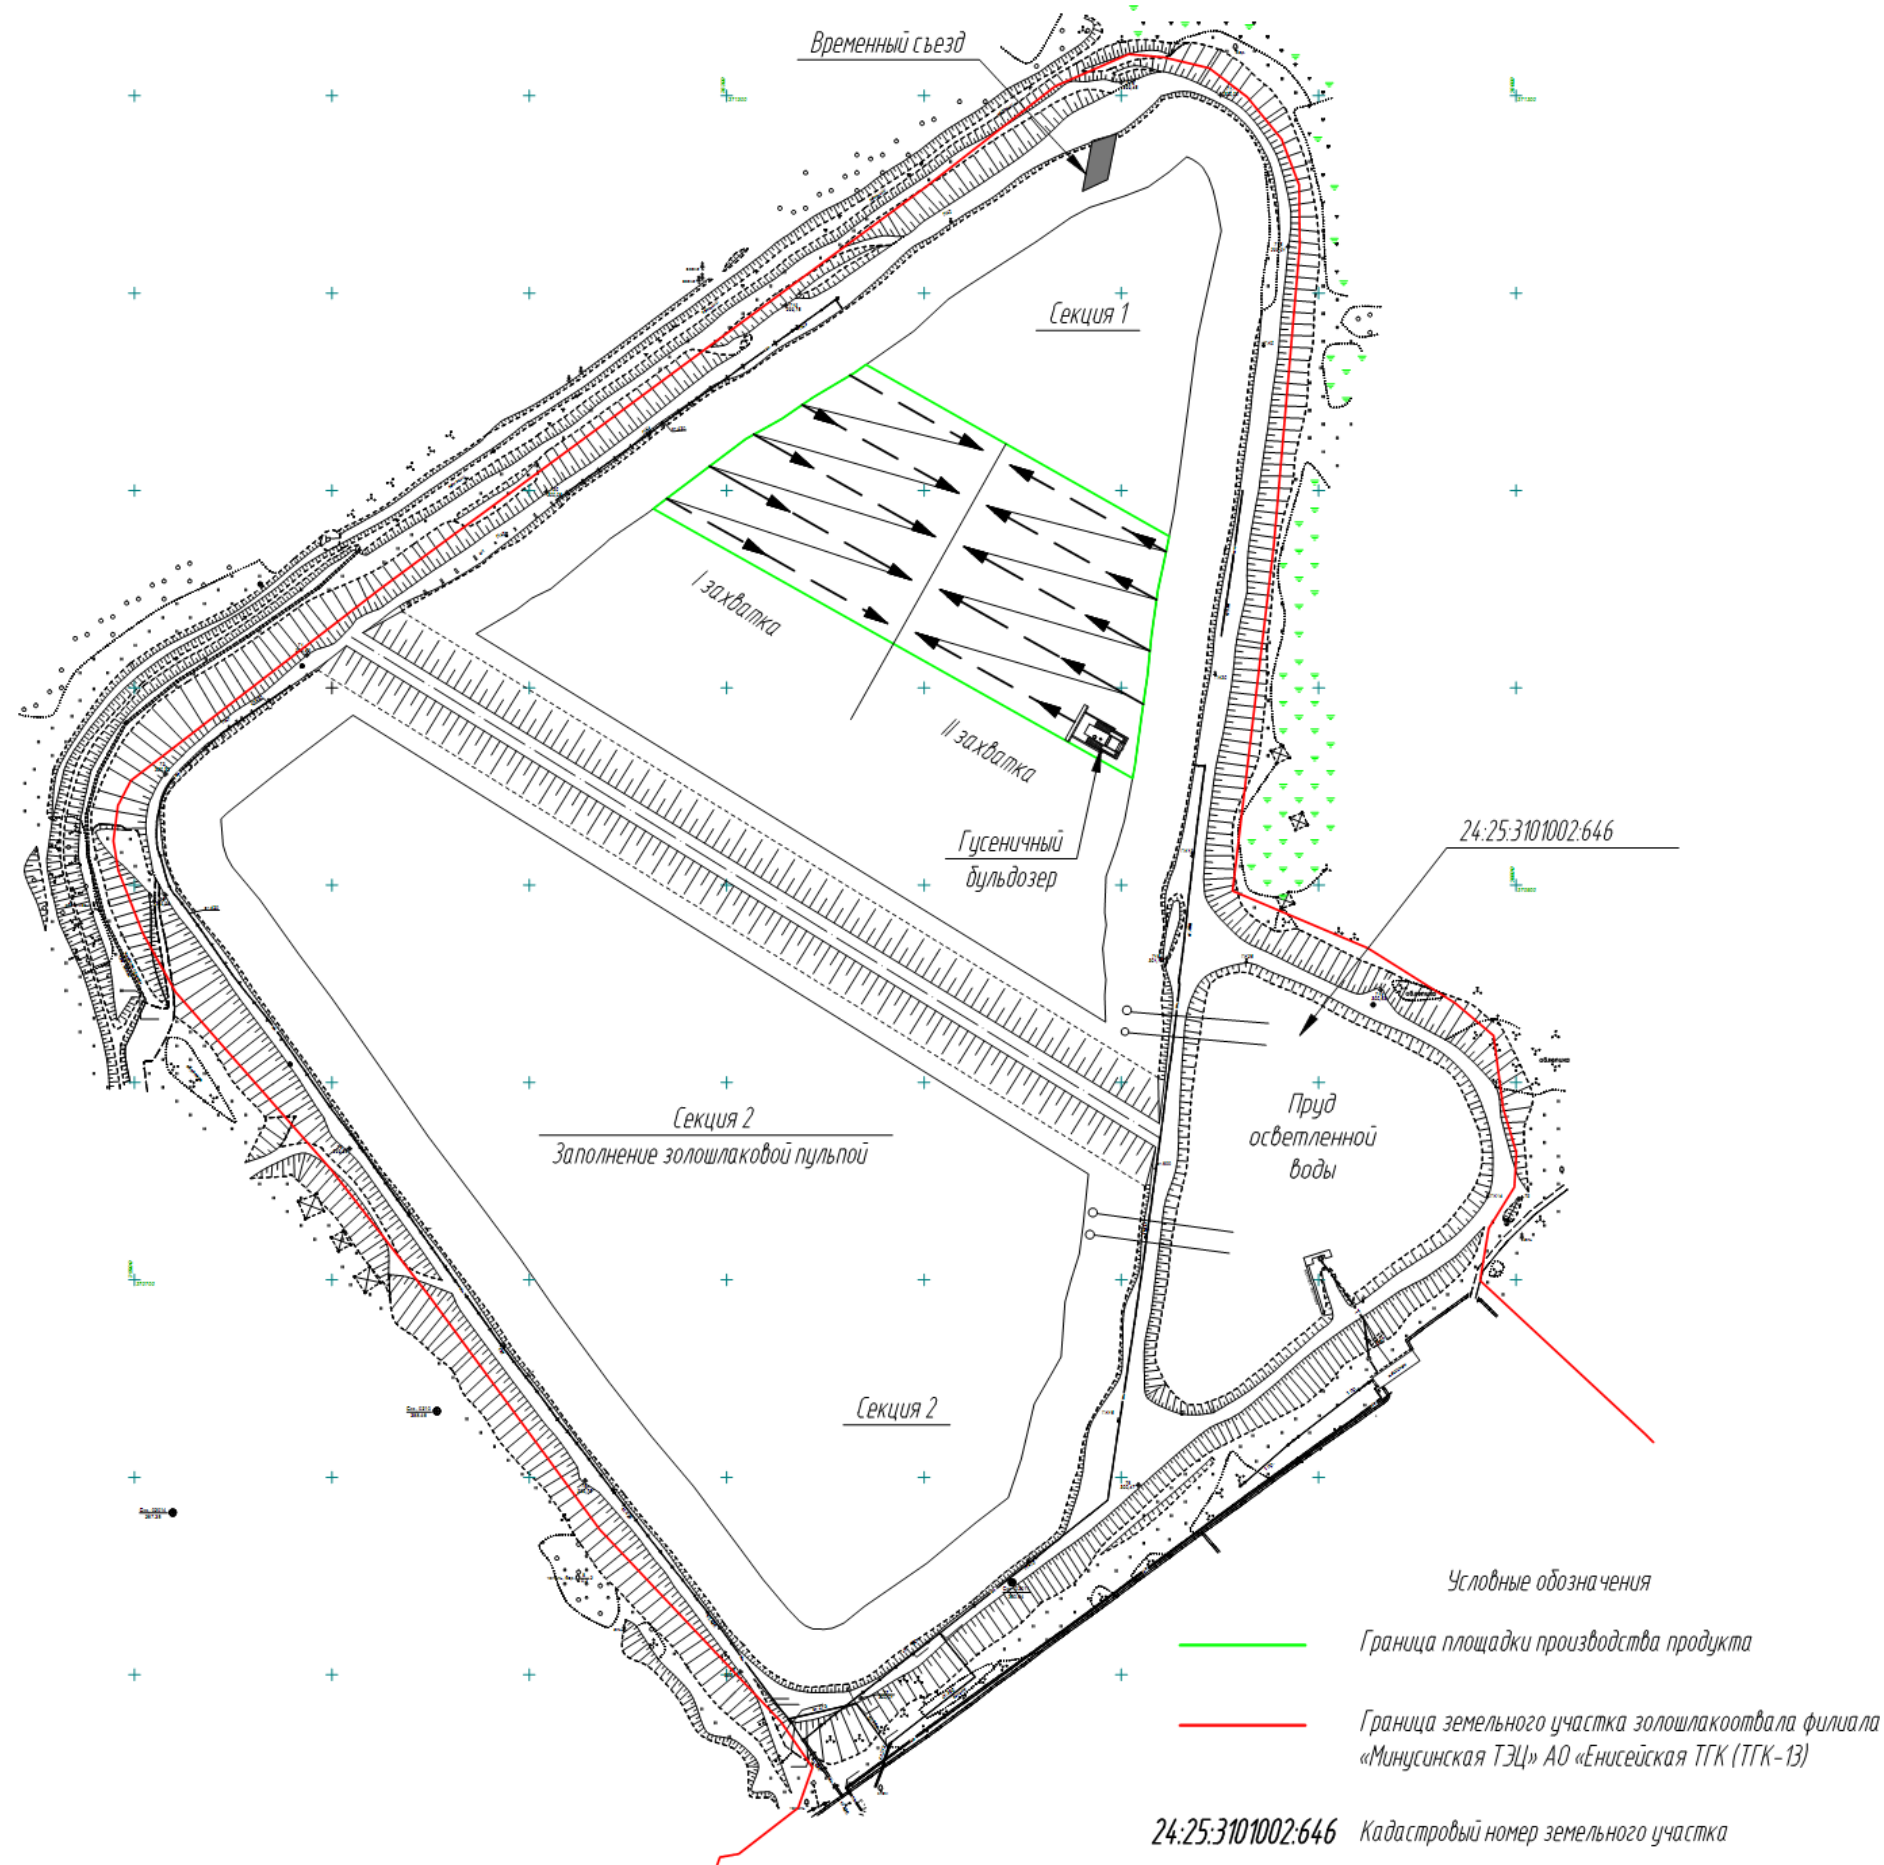 Временный съезд
Секция 1
I захватка
II захватка
Гусеничный
бульдозер
24:25:3101002:646
Секция 2
Заполнение золошлаковой пульпой
Пруд
осветленной
воды
Секция 2
Условные обозначения
Граница площадки производства продукта
Граница земельного участка золошлакоотвала филиала
«Минусинская ТЭЦ» АО «Енисейская ТГК (ТГК-13)
24:25:3101002:646 Кадастровый номер земельного участка